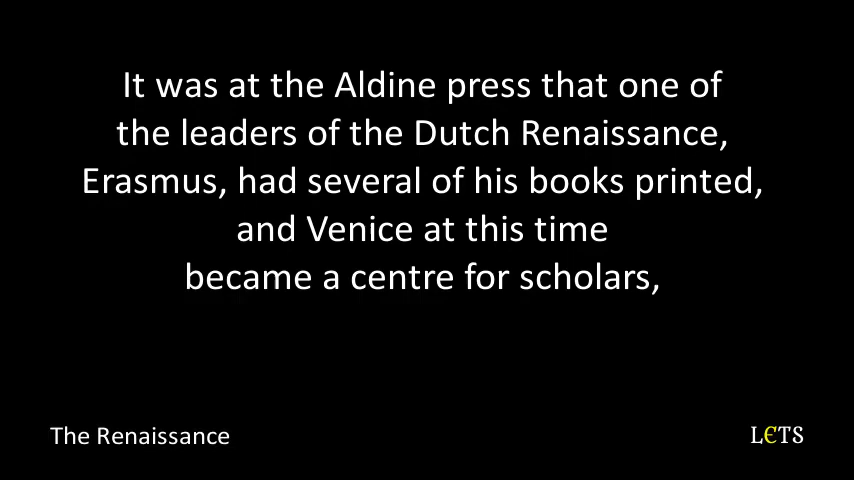 It was at the Aldine press that one of
the leaders of the Dutch Renaissance,
Erasmus, had several of his books printed,
and Venice at this time
became a centre for scholars,
The Renaissance
LЄTS